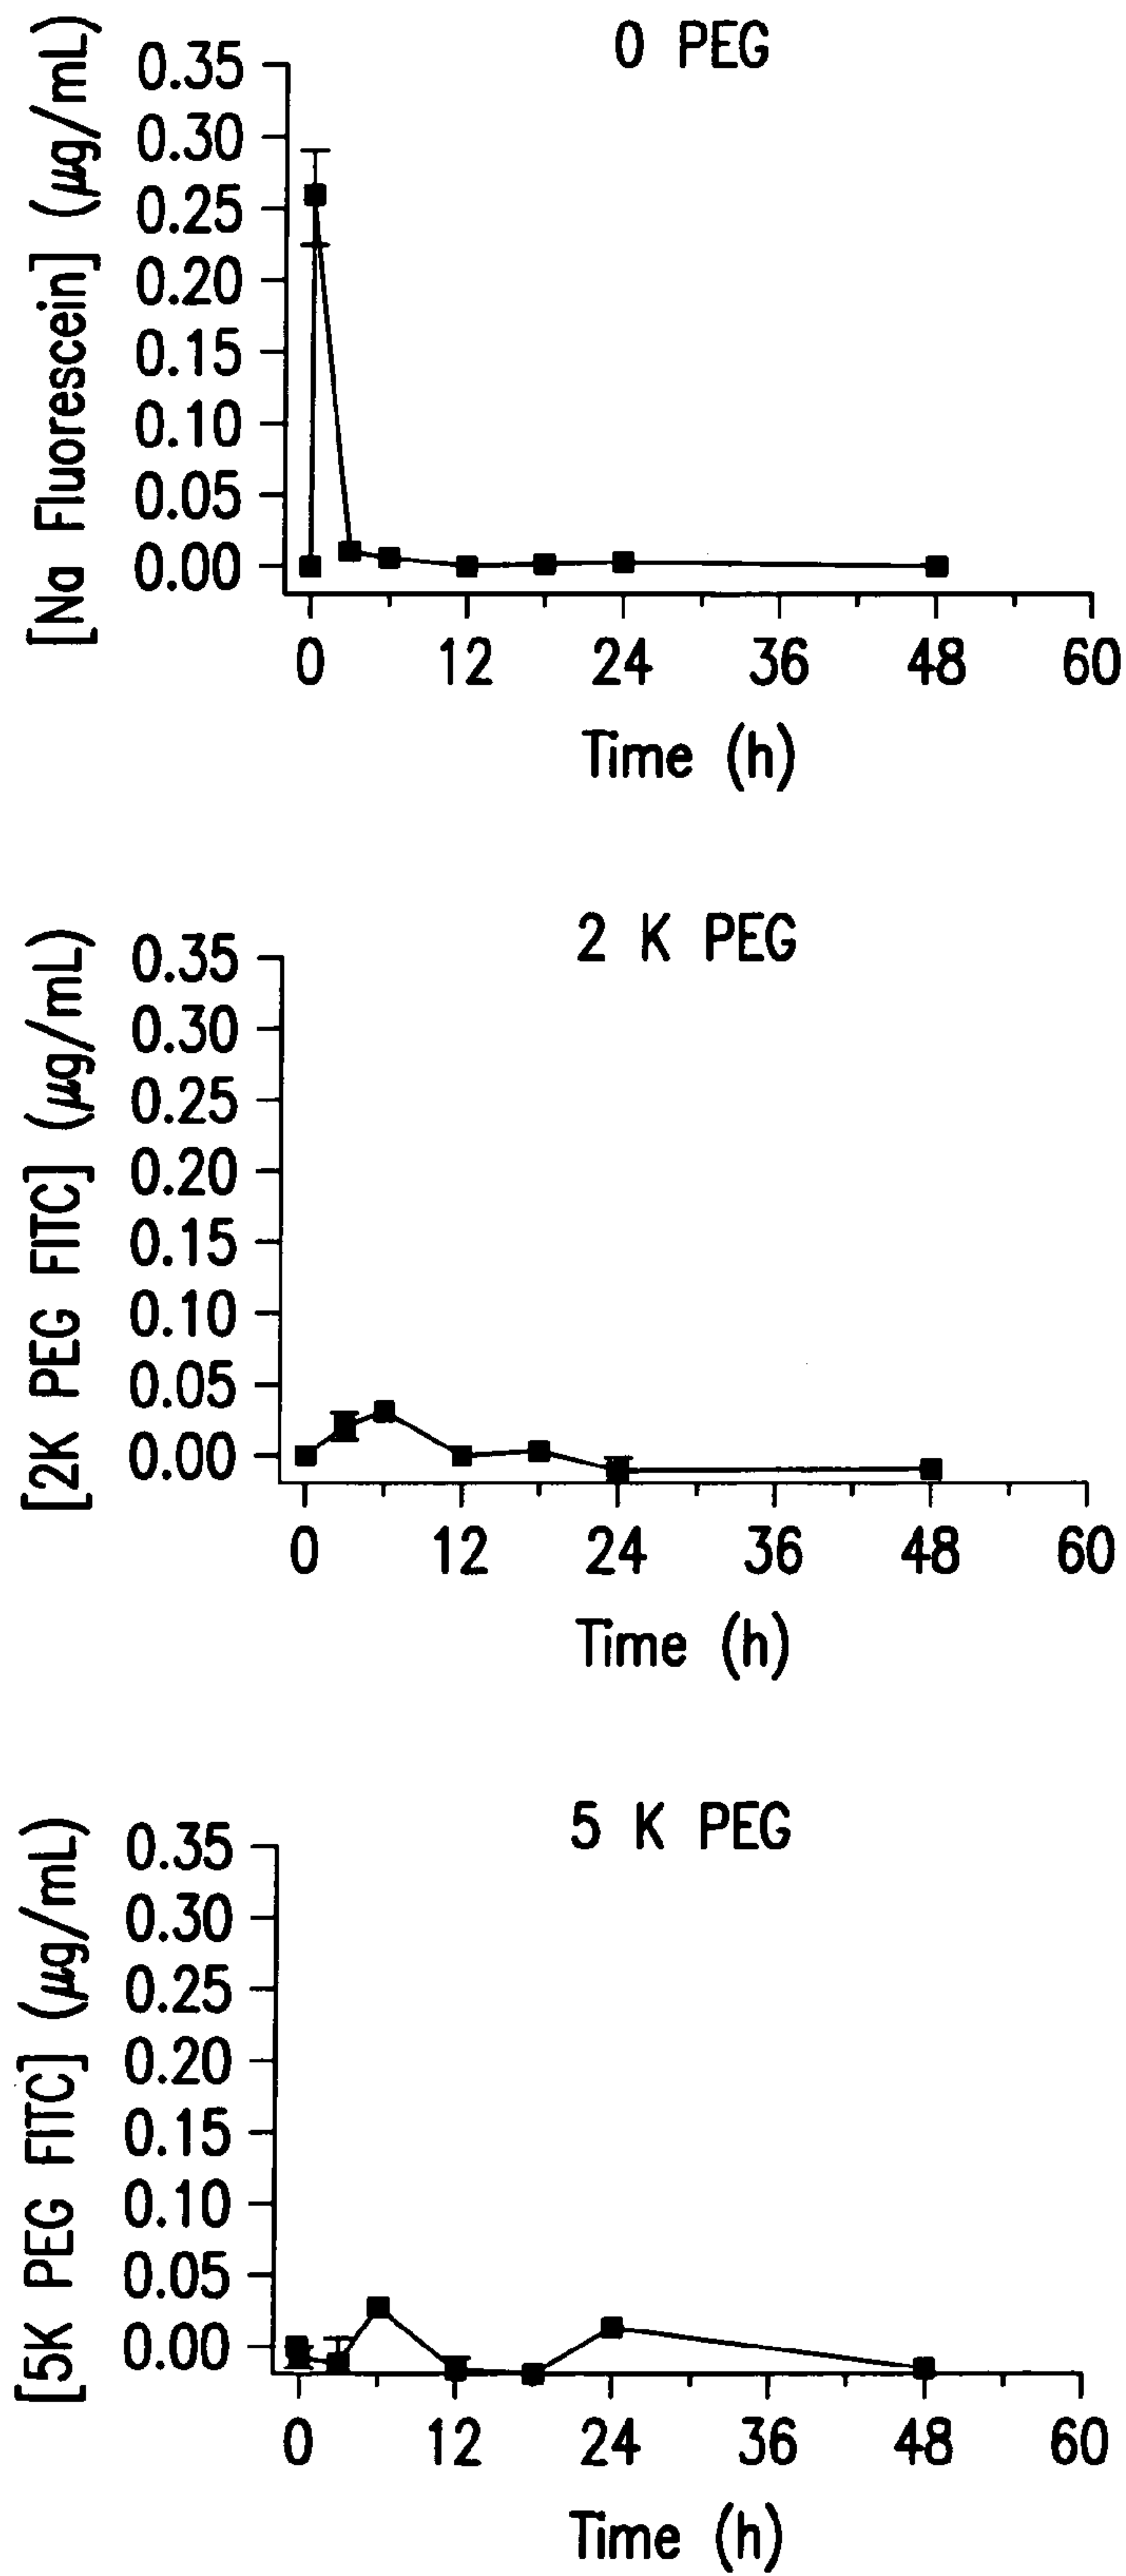 0 PEG
[Na Fluorescein] (µg/mL)
0.35
0.30
0.25
0.20
0.15
0.10
0.05
0.00
0 12 24 36 48 60
Time (h)
2 K PEG
[2K PEG FITC] (µg/mL)
0.35
0.30
0.25
0.20
0.15
0.10
0.05
0.00
0 12 24 36 48 60
Time (h)
5 K PEG
[5K PEG FITC] (µg/mL)
0.35
0.30
0.25
0.20
0.15
0.10
0.05
0.00
0 12 24 36 48 60
Time (h)